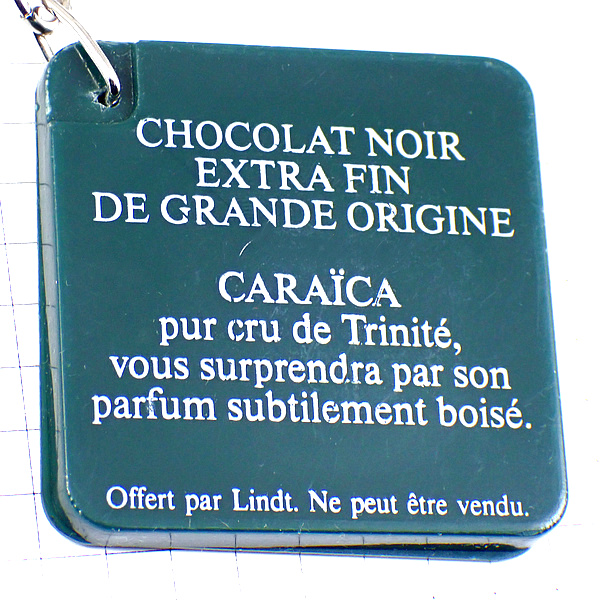 CHOCOLAT NOIR
EXTRA FIN
DE GRANDE ORIGINE
CARAÏCA
pur cru de Trinité,
vous surprendra par son
parfum subtilement boisé.
Offert par Lindt. Ne peut être vendu.